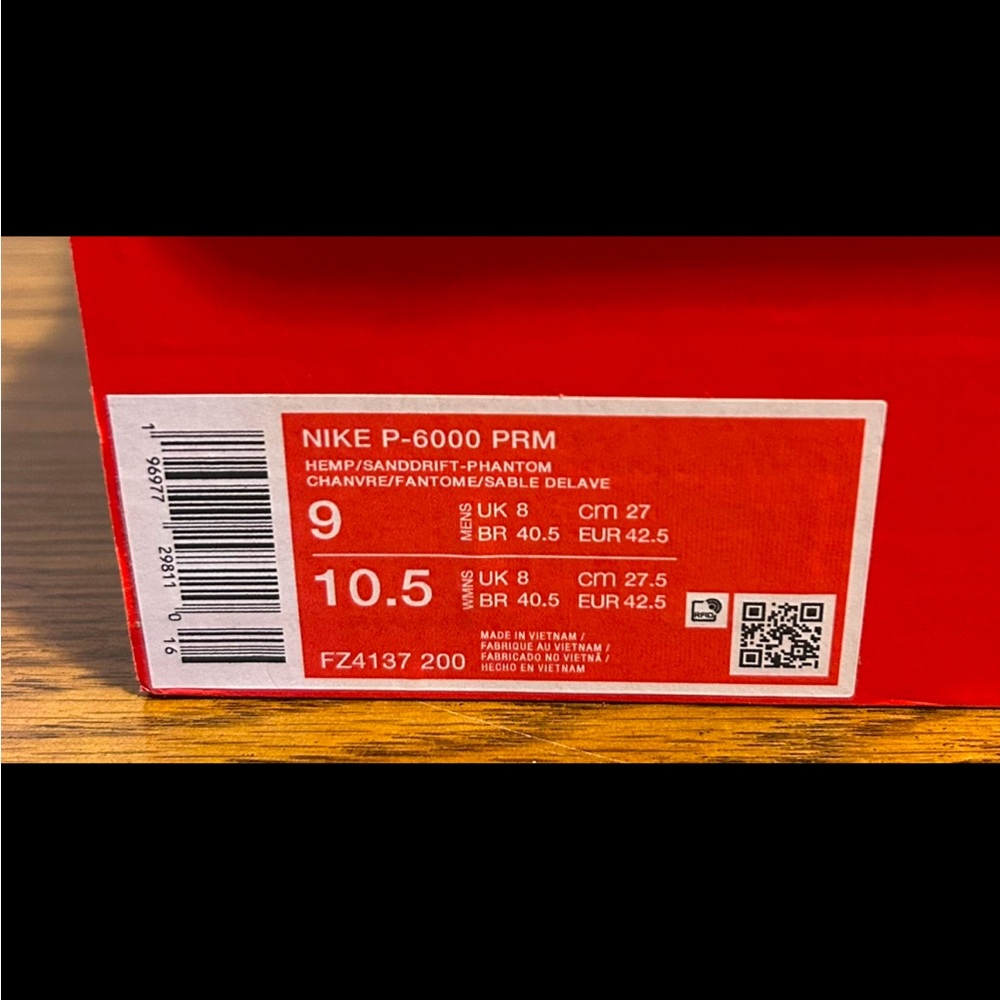 NIKE P-6000 PRM
HEMP/SANDDRIFT-PHANTOM
CHANVRE/FANTOME/SABLE DELAVE
9 MENS UK 8 cm 27
BR 40.5 EUR 42.5
10.5 WMNS UK 8 cm 27.5
BR 40.5 EUR 42.5
RFID
FZ4137 200
MADE IN VIETNAM /
FABRIQUE AU VIETNAM /
FABRICADO NO VIETNÃ /
HECHO EN VIETNAM
1 96977 29811 0 16